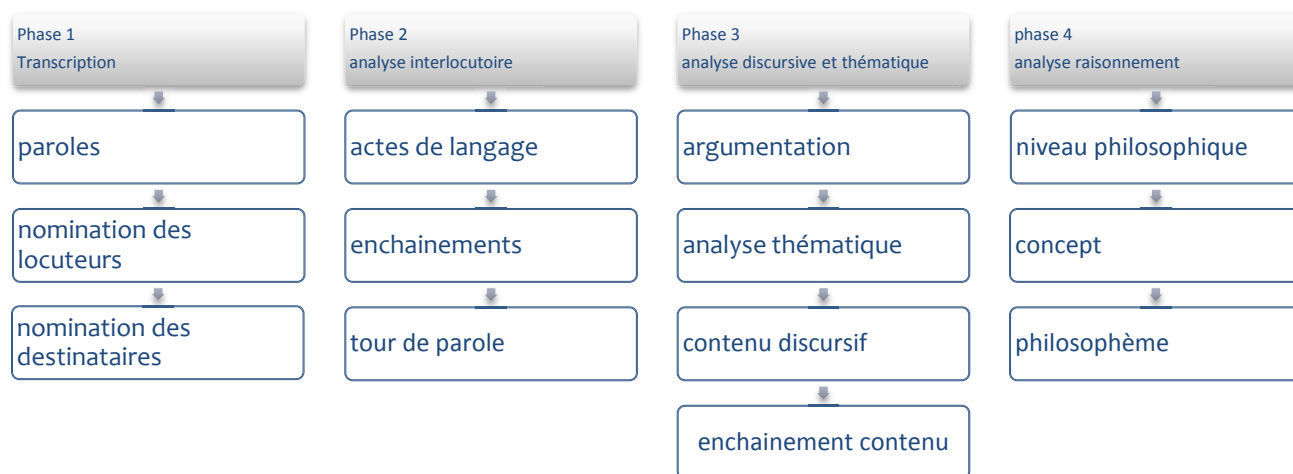 Phase 1
Transcription
paroles
nomination des
locuteurs
nomination des
destinataires
Phase 2
analyse interlocutoire
actes de langage
enchainements
tour de parole
Phase 3
analyse discursive et thématique
argumentation
analyse thématique
contenu discursif
enchainement contenu
phase 4
analyse raisonnement
niveau philosophique
concept
philosophème